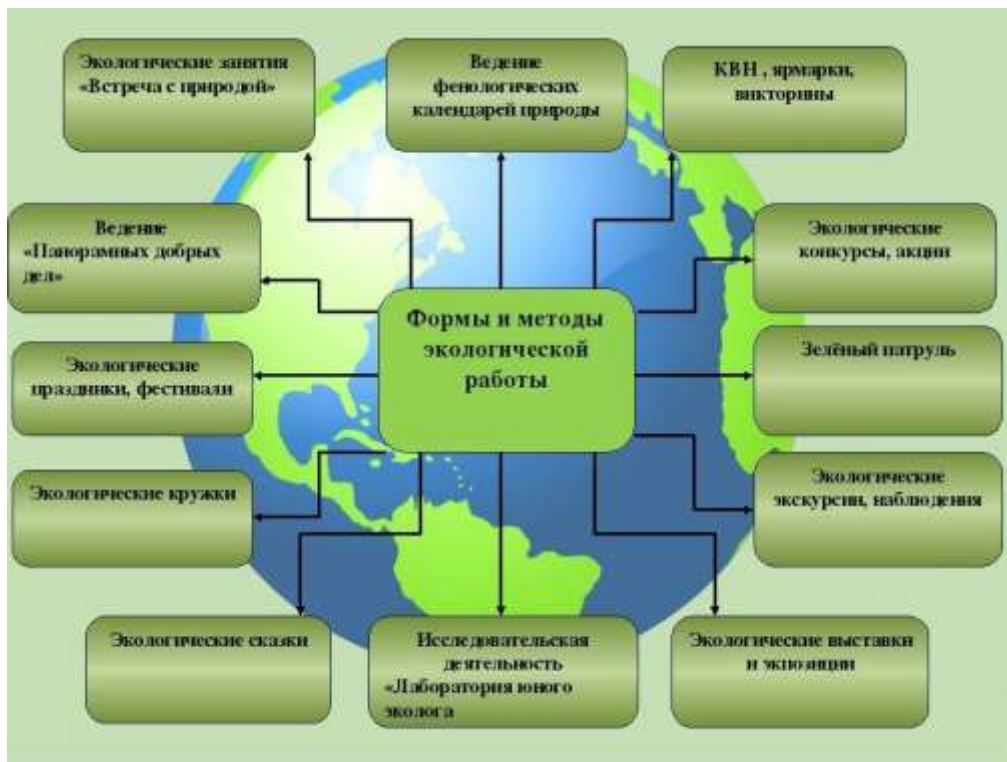 Экологические занятия
«Встреча с природой»
Ведение
фенологических
календарей природы
КВН , ярмарки,
викторины
Ведение
«Панорамных добрых
дел»
Экологические
конкурсы, акции
Формы и методы
экологической
работы
Экологические
праздники, фестивали
Зелёный патруль
Экологические кружки
Экологические
экскурсии, наблюдения
Экологические сказки
Исследовательская
деятельность
«Лаборатория юного
эколога
Экологические выставки
и экпозиции